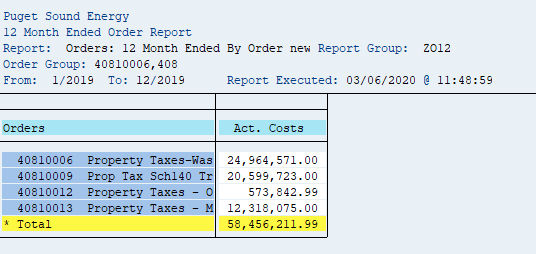 Puget Sound Energy
12 Month Ended Order Report
Report: Orders: 12 Month Ended By Order new Report Group: ZO12
Order Group: 40810006,408
From: 1/2019 To: 12/2019 Report Executed: 03/06/2020 @ 11:48:59
Orders Act. Costs
40810006 Property Taxes-Was 24,964,571.00
40810009 Prop Tax Sch140 Tr 20,599,723.00
40810012 Property Taxes - O 573,842.99
40810013 Property Taxes - M 12,318,075.00
* Total 58,456,211.99